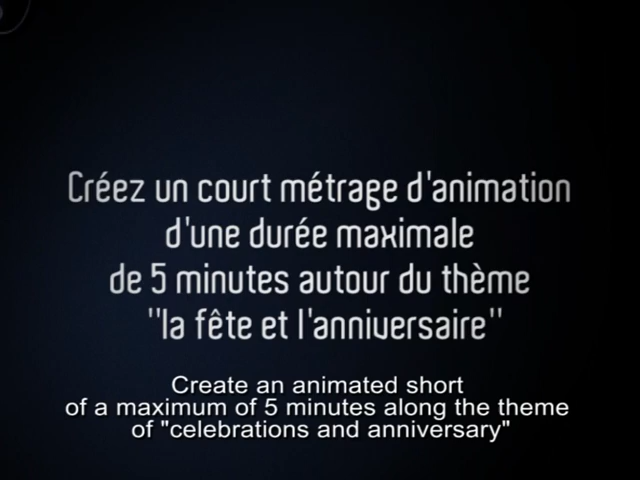 Créez un court métrage d'animation
d'une durée maximale
de 5 minutes autour du thème
"la fête et l'anniversaire"
Create an animated short
of a maximum of 5 minutes along the theme
of "celebrations and anniversary"